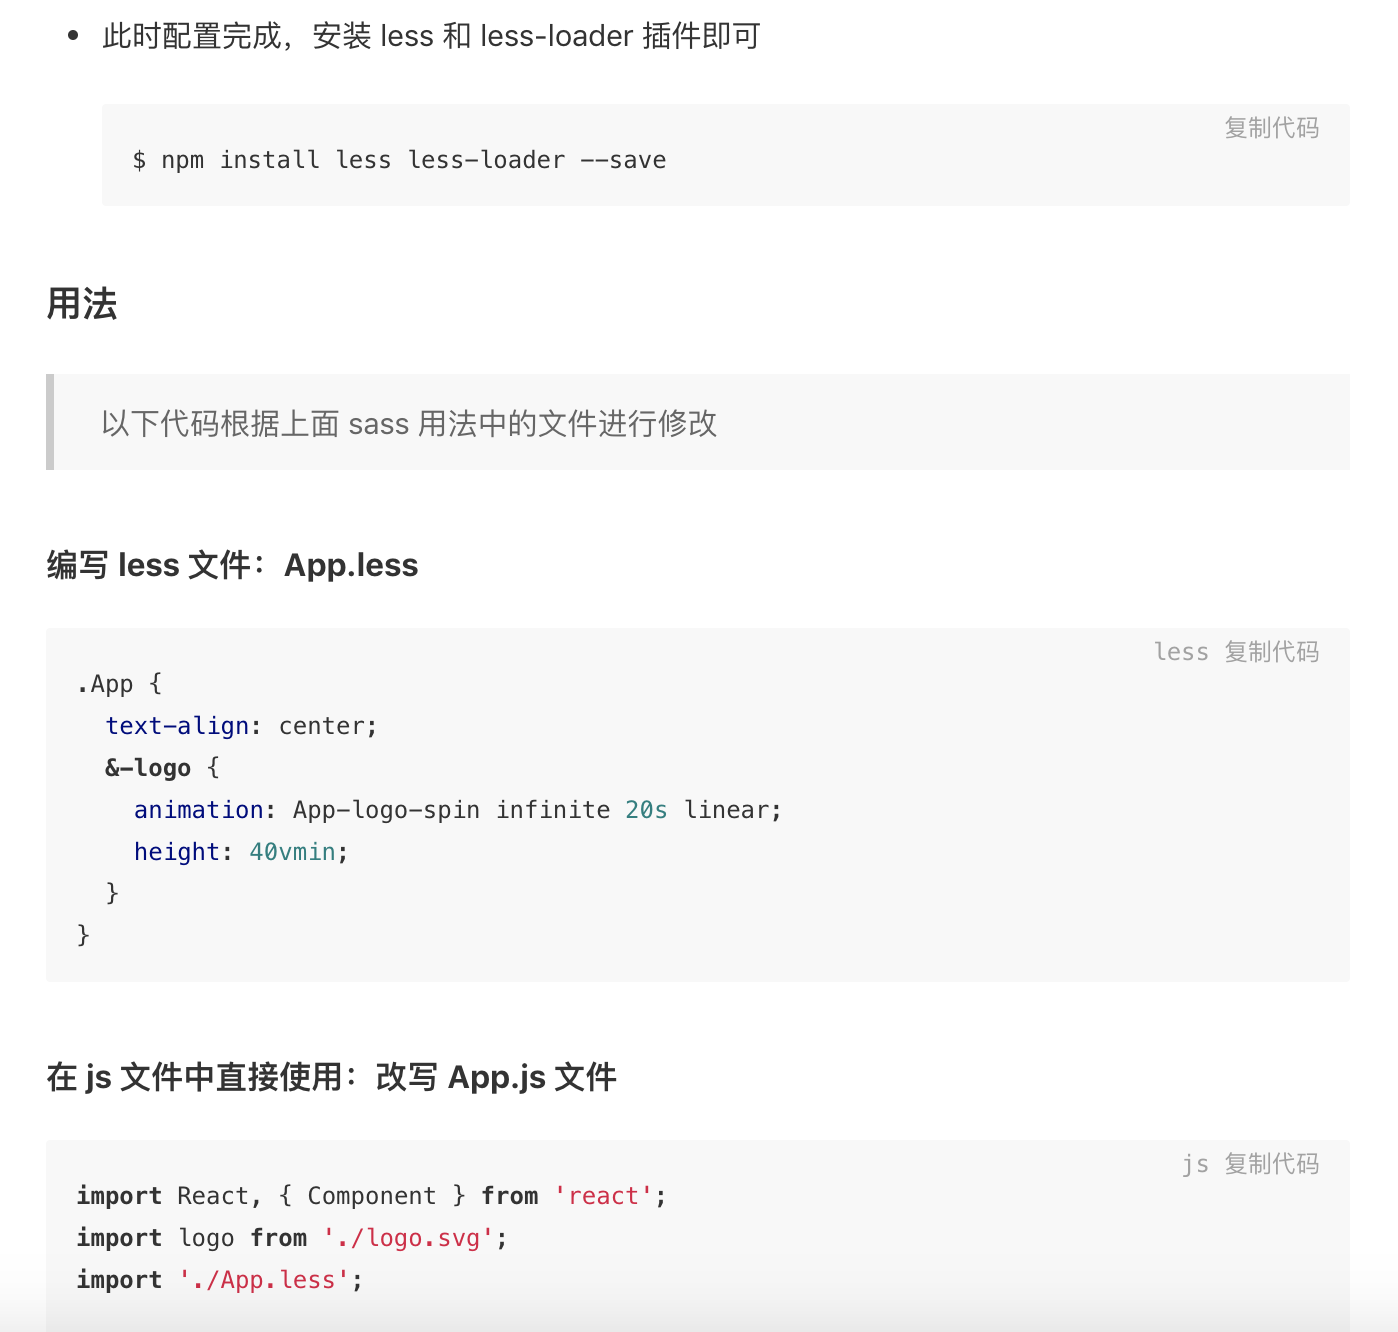 此时配置完成，安装 less 和 less-loader 插件即可
复制代码
$ npm install less less-loader --save
用法
以下代码根据上面 sass 用法中的文件进行修改
编写 less 文件：App.less
less 复制代码
.App {
  text-align: center;
  &-logo {
    animation: App-logo-spin infinite 20s linear;
    height: 40vmin;
  }
}
在 js 文件中直接使用：改写 App.js 文件
js 复制代码
import React, { Component } from 'react';
import logo from './logo.svg';
import './App.less';